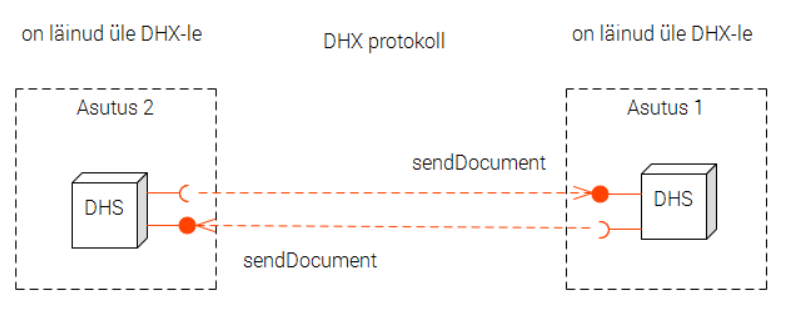 on läinud üle DHX-le
DHX protokoll
on läinud üle DHX-le
Asutus 2
Asutus 1
sendDocument
DHS
DHS
sendDocument